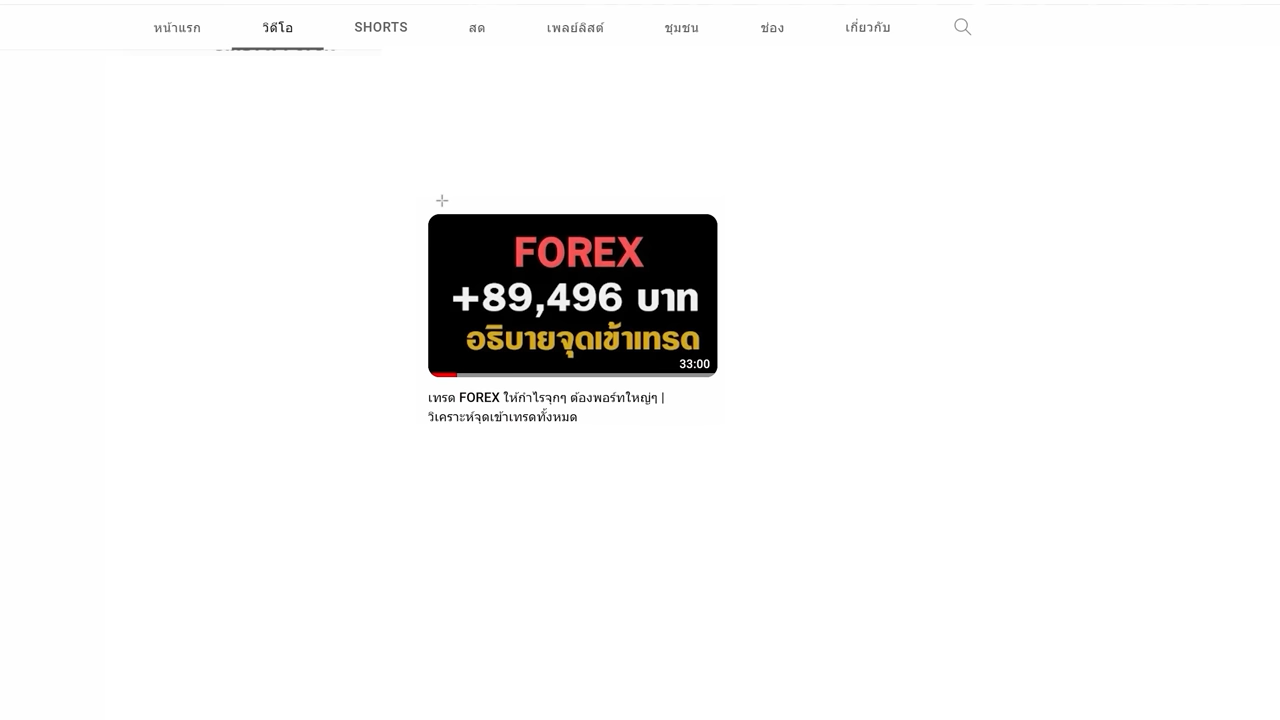 หน้าแรก วิดีโอ SHORTS สด เพลย์ลิสต์ ชุมชน ช่อง เกี่ยวกับ
FOREX
+89,496 บาท
อธิบายจุดเข้าเทรด
33:00
เทรด FOREX ให้กำไรจุกๆ ต้องพอร์ทใหญ่ๆ |
วิเคราะห์จุดเข้าเทรดทั้งหมด